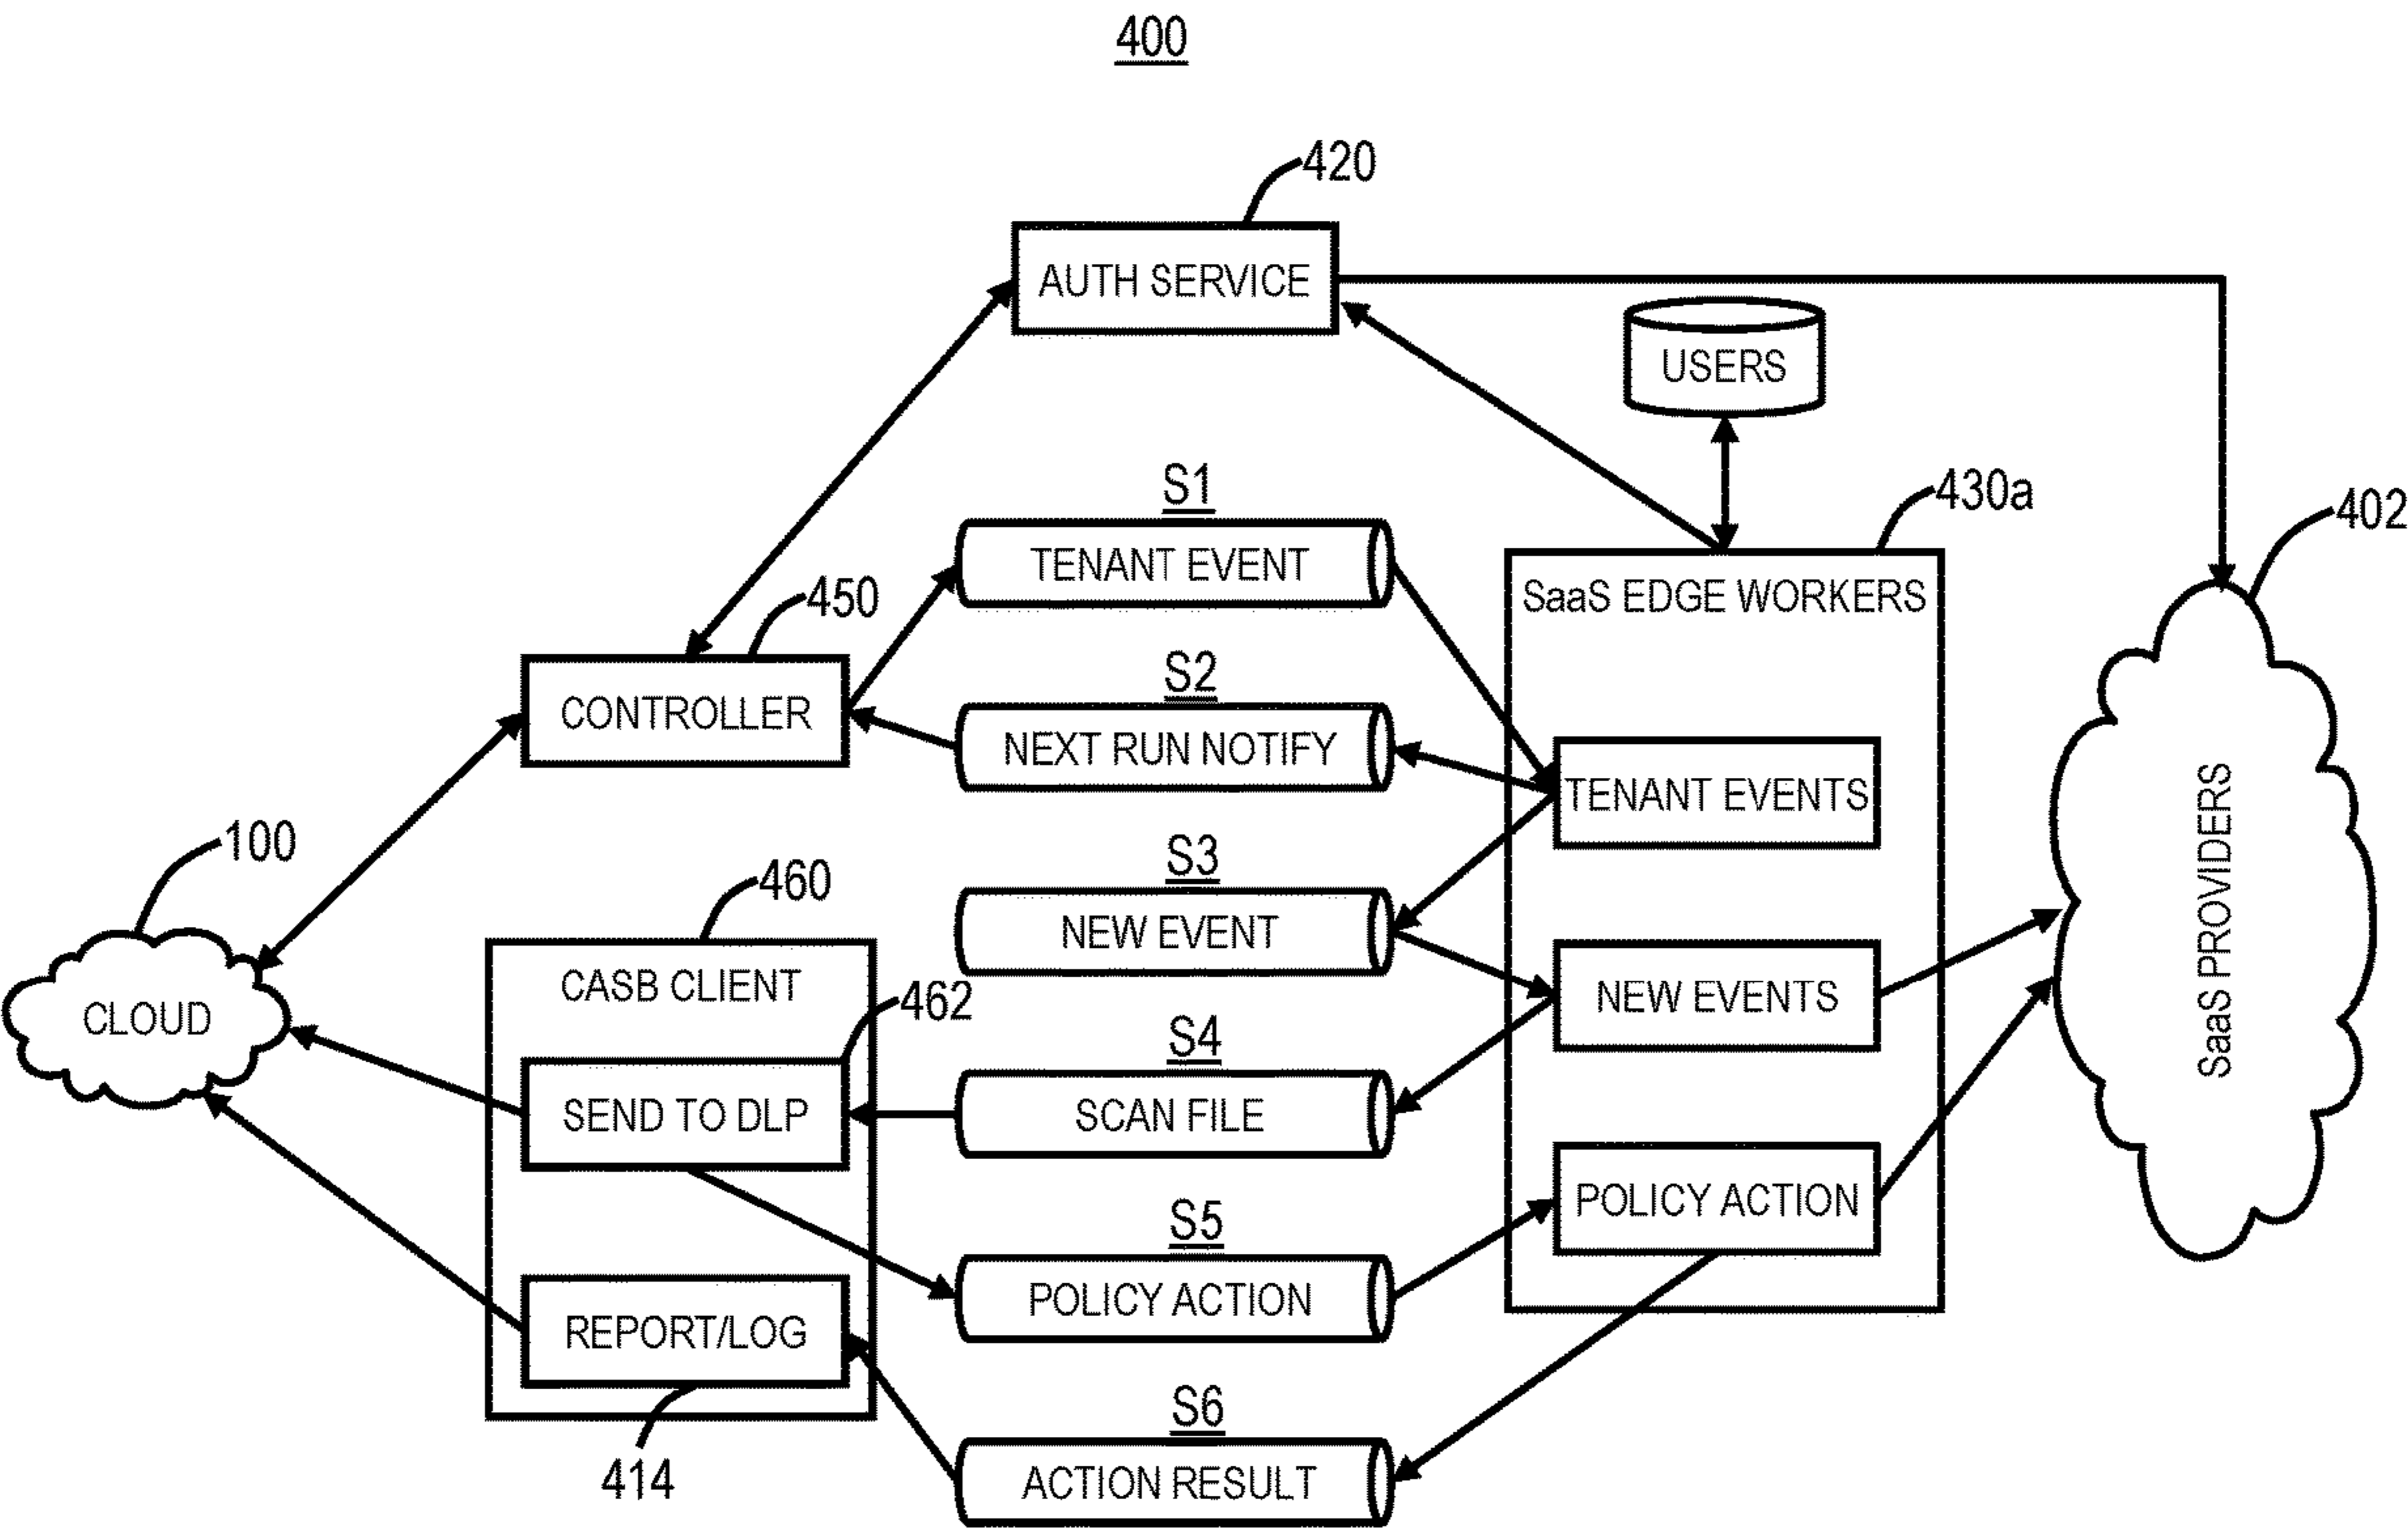 400
420
AUTH SERVICE
USERS
S1
430a
402
TENANT EVENT
450
SaaS EDGE WORKERS
S2
CONTROLLER
NEXT RUN NOTIFY
TENANT EVENTS
100
S3
460
SaaS PROVIDERS
NEW EVENT
CASB CLIENT
462
NEW EVENTS
CLOUD
S4
SEND TO DLP
SCAN FILE
POLICY ACTION
S5
POLICY ACTION
REPORT/LOG
S6
414
ACTION RESULT